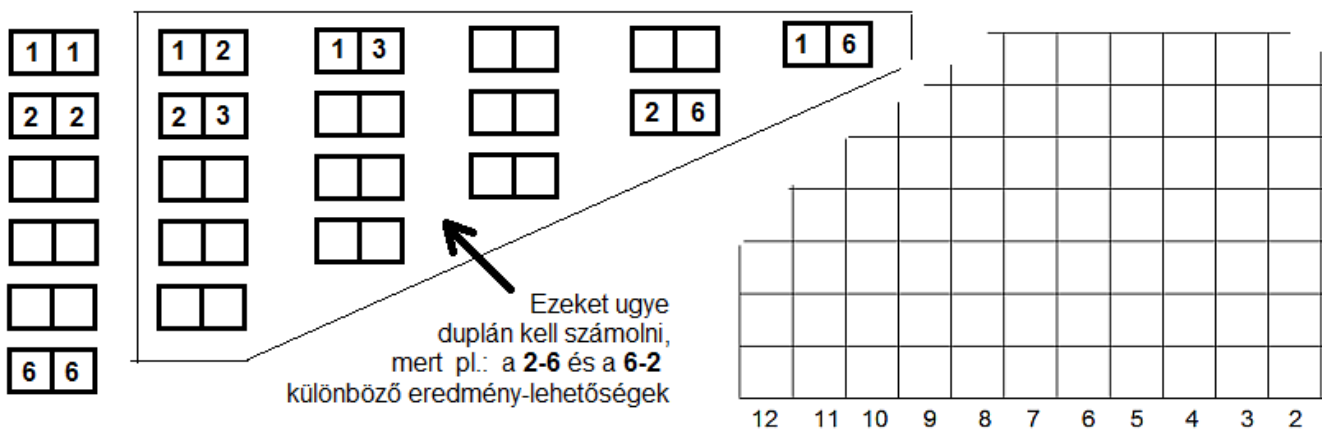 1 1 1 2 1 3 1 6
2 2 2 3 2 6
Ezeket ugye
duplán kell számolni,
mert pl.: a 2-6 és a 6-2
6 6
különböző eredmény-lehetőségek
12 11 10 9 8 7 6 5 4 3 2